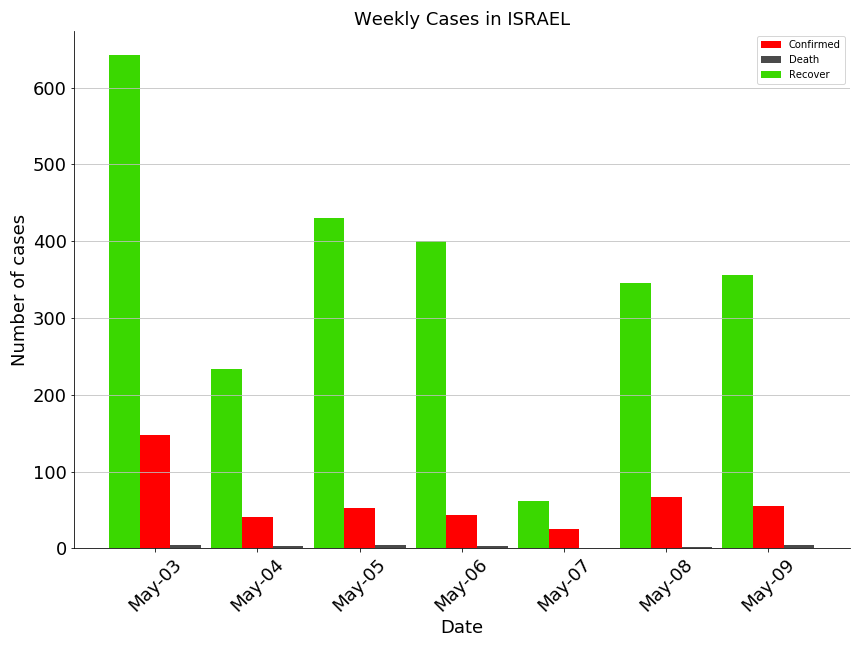 Weekly Cases in ISRAEL
Confirmed
Death
Recover
Number of cases
600
500
400
300
200
100
0
May-03
May-04
May-05
May-06
May-07
May-08
May-09
Date